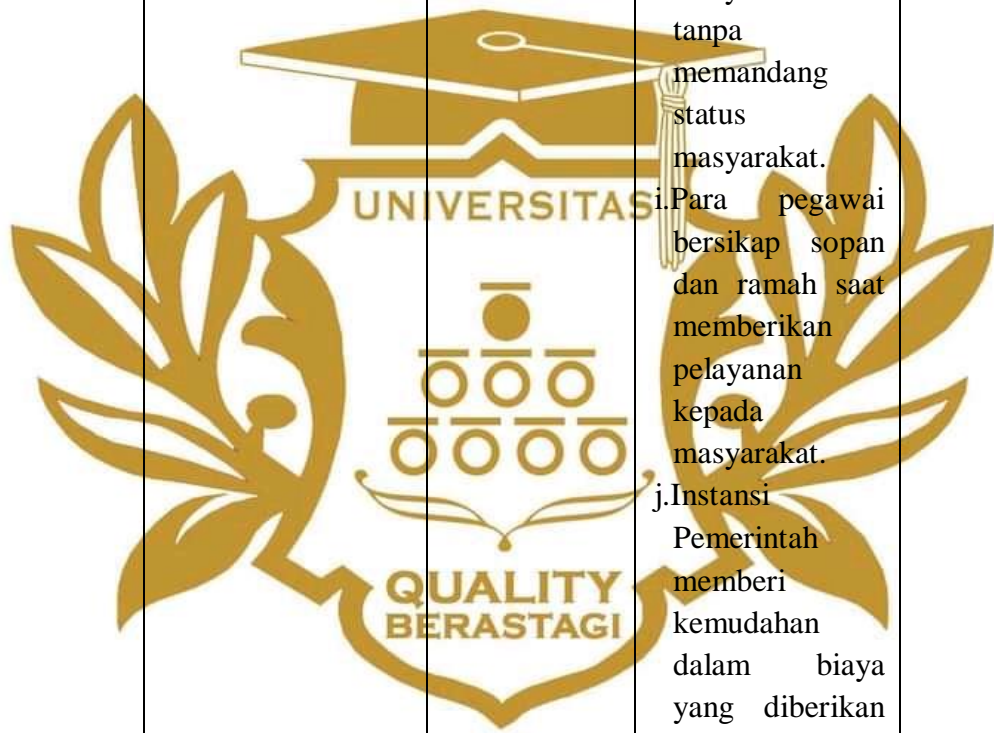 tanpa
memandang
status
masyarakat.
i.Para pegawai
bersikap sopan
dan ramah saat
memberikan
pelayanan
kepada
masyarakat.
j.Instansi
Pemerintah
memberi
kemudahan
dalam biaya
yang diberikan
UNIVERSITAS
QUALITY
BERASTAGI